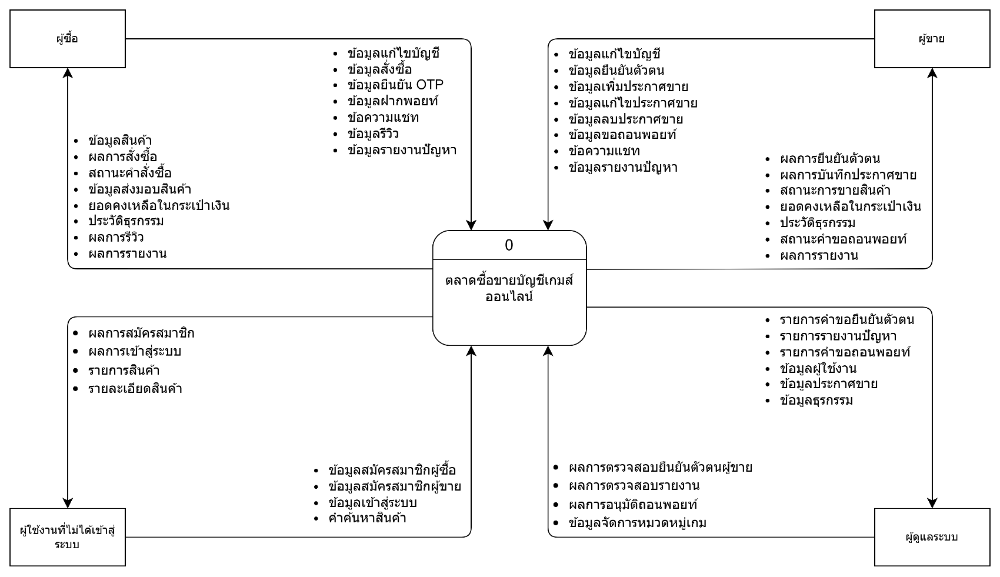 ผู้ซื้อ
ข้อมูลแก้ไขบัญชี
ข้อมูลสั่งซื้อ
ข้อมูลยืนยัน OTP
ข้อมูลฝากพอยท์
ข้อความแชท
ข้อมูลรีวิว
ข้อมูลรายงานปัญหา
ข้อมูลสินค้า
ผลการสั่งซื้อ
สถานะคำสั่งซื้อ
ข้อมูลส่งมอบสินค้า
ยอดคงเหลือในกระเป๋าเงิน
ประวัติธุรกรรม
ผลการรีวิว
ผลการรายงาน
ผู้ขาย
ข้อมูลแก้ไขบัญชี
ข้อมูลยืนยันตัวตน
ข้อมูลเพิ่มประกาศขาย
ข้อมูลแก้ไขประกาศขาย
ข้อมูลลบประกาศขาย
ข้อมูลขอถอนพอยท์
ข้อความแชท
ข้อมูลรายงานปัญหา
ผลการยืนยันตัวตน
ผลการบันทึกประกาศขาย
สถานะการขายสินค้า
ยอดคงเหลือในกระเป๋าเงิน
ประวัติธุรกรรม
สถานะคำขอถอนพอยท์
ผลการรายงาน
0
ตลาดซื้อขายบัญชีเกมส์
ออนไลน์
ผลการสมัครสมาชิก
ผลการเข้าสู่ระบบ
รายการสินค้า
รายละเอียดสินค้า
ข้อมูลสมัครสมาชิกผู้ซื้อ
ข้อมูลสมัครสมาชิกผู้ขาย
ข้อมูลเข้าสู่ระบบ
คำค้นหาสินค้า
ผู้ใช้งานที่ไม่ได้เข้าสู่
ระบบ
รายการคำขอยืนยันตัวตน
รายการรายงานปัญหา
รายการคำขอถอนพอยท์
ข้อมูลผู้ใช้งาน
ข้อมูลประกาศขาย
ข้อมูลธุรกรรม
ผลการตรวจสอบยืนยันตัวตนผู้ขาย
ผลการตรวจสอบรายงาน
ผลการอนุมัติถอนพอยท์
ข้อมูลจัดการหมวดหมู่เกม
ผู้ดูแลระบบ